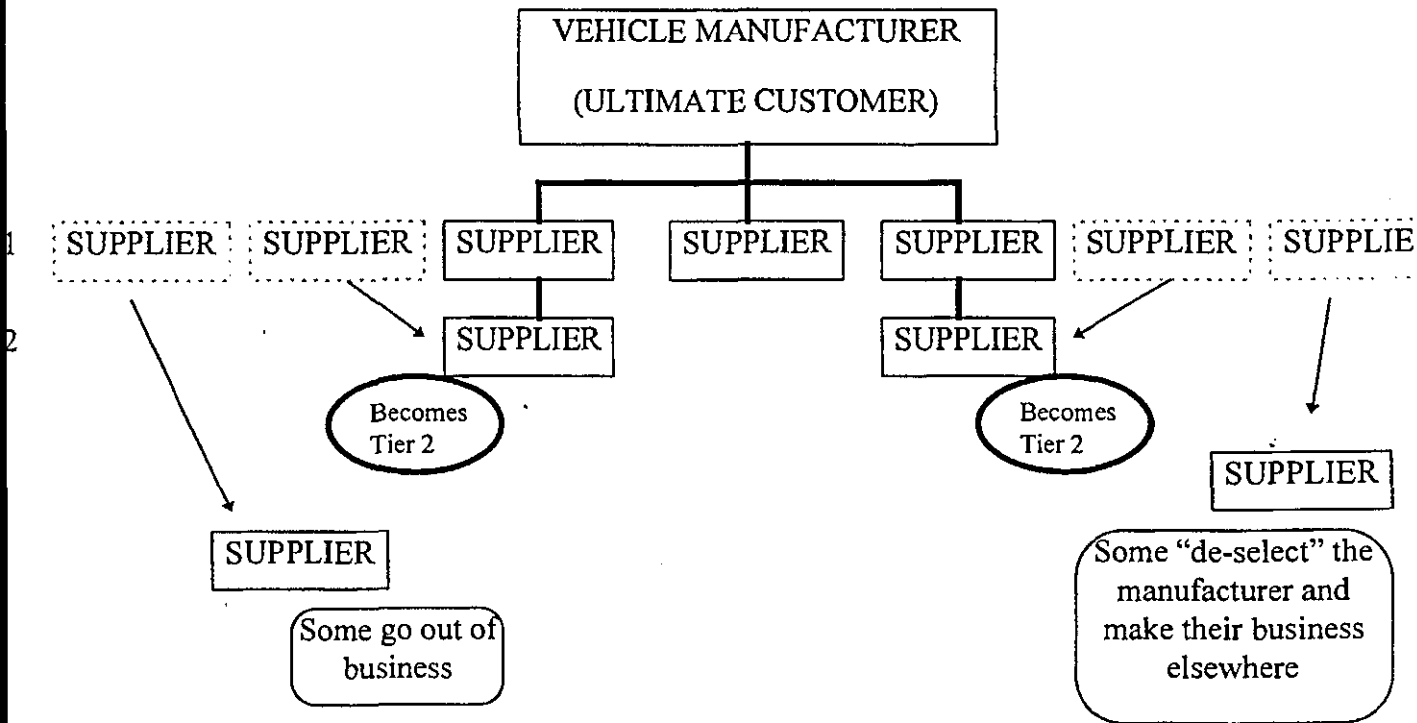 VEHICLE MANUFACTURER
(ULTIMATE CUSTOMER)
1 SUPPLIER SUPPLIER SUPPLIER SUPPLIER SUPPLIER SUPPLIER SUPPLIE
2 SUPPLIER SUPPLIER
Becomes
Tier 2
Becomes
Tier 2
SUPPLIER
SUPPLIER
Some "de-select" the
manufacturer and
make their business
elsewhere
Some go out of
business